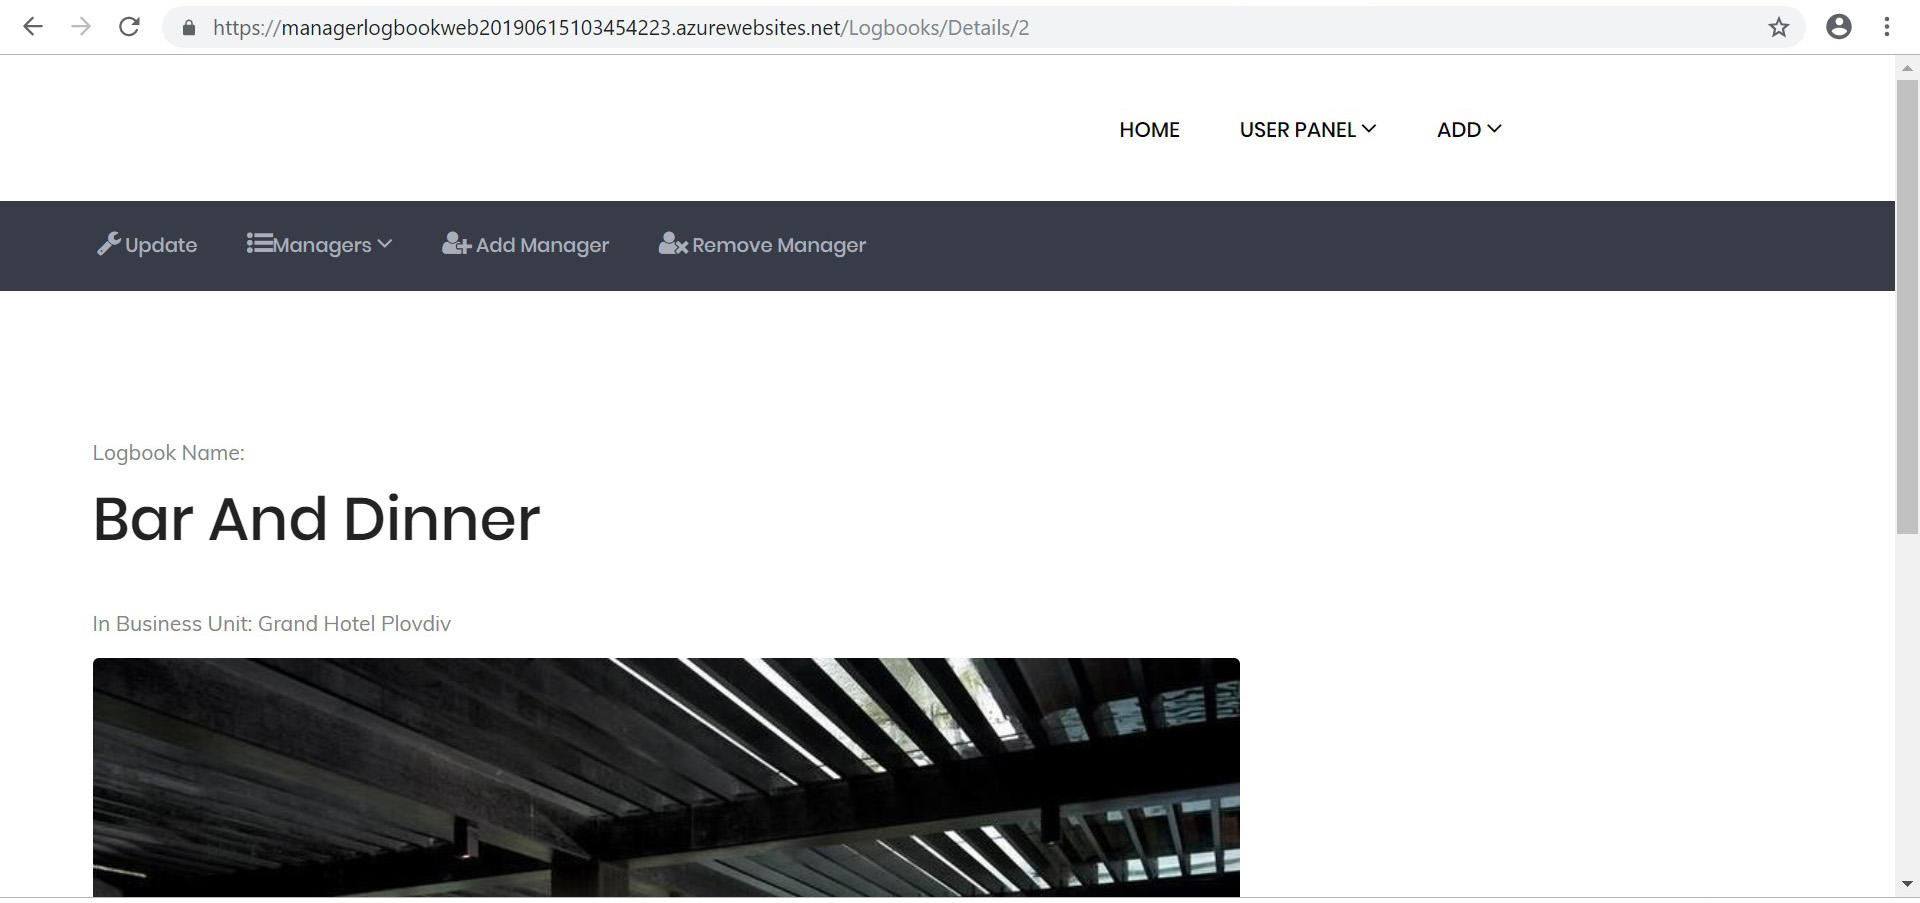 https://managerlogbookweb20190615103454223.azurewebsites.net/Logbooks/Details/2
HOME USER PANEL ADD
Update Managers Add Manager Remove Manager
Logbook Name:
Bar And Dinner
In Business Unit: Grand Hotel Plovdiv